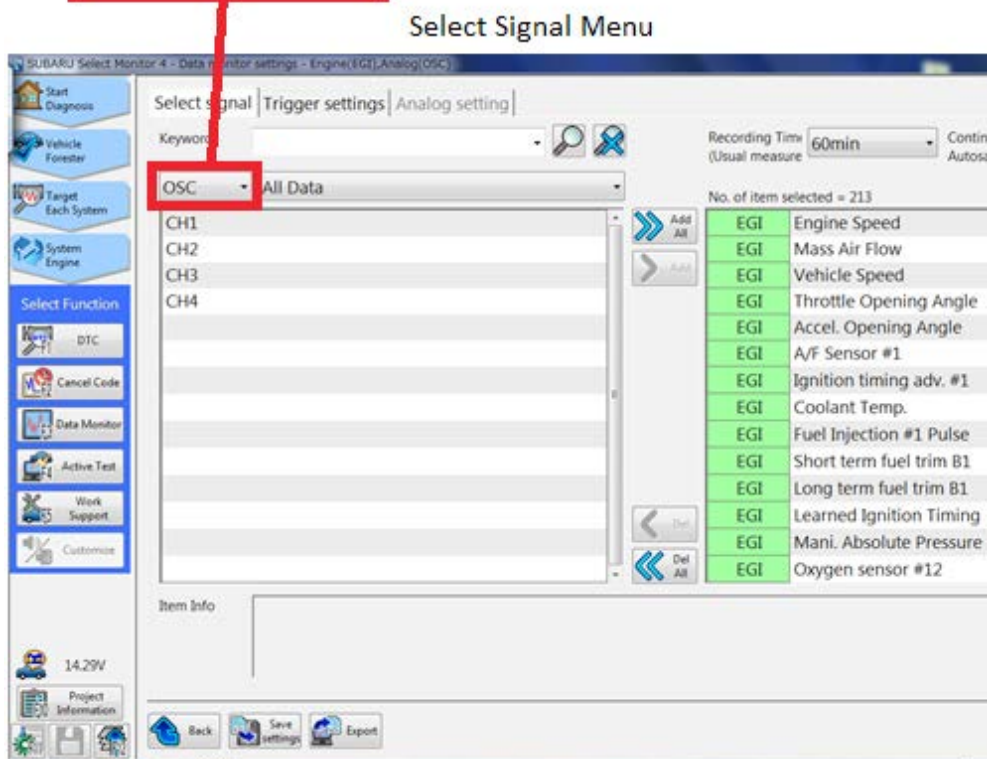 Select Signal Menu
SUBARU Select Monitor 4 - Data monitor settings - Engine(EGI),Analog(OSC)
Start
Diagnosis
Vehicle
Forester
Target
Each System
System
Engine
Select Function
DTC
Cancel Code
Data Monitor
Active Test
Work
Support
Customize
14.29V
Project
Information
Select signal Trigger settings Analog setting
Keyword
OSC All Data
CH1
CH2
CH3
CH4
Add
All
Add
Del
Del
All
Recording Time
(Usual measure
60min
Contin
Autosa
No. of item selected = 213
EGI Engine Speed
EGI Mass Air Flow
EGI Vehicle Speed
EGI Throttle Opening Angle
EGI Accel. Opening Angle
EGI A/F Sensor #1
EGI Ignition timing adv. #1
EGI Coolant Temp.
EGI Fuel Injection #1 Pulse
EGI Short term fuel trim B1
EGI Long term fuel trim B1
EGI Learned Ignition Timing
EGI Mani. Absolute Pressure
EGI Oxygen sensor #12
Item Info
Back
Save
settings
Export